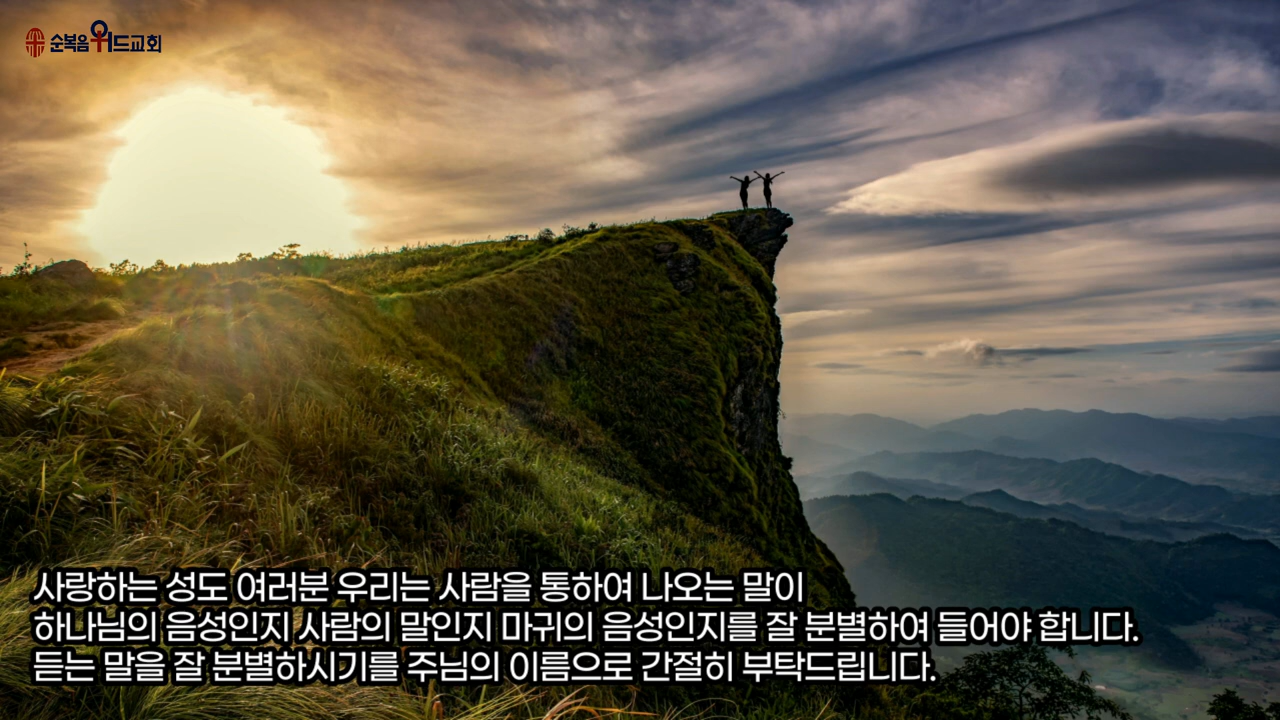 순복음워드교회
사랑하는 성도 여러분 우리는 사람을 통하여 나오는 말이
하나님의 음성인지 사람의 말인지 마귀의 음성인지를 잘 분별하여 들어야 합니다.
듣는 말을 잘 분별하시기를 주님의 이름으로 간절히 부탁드립니다.